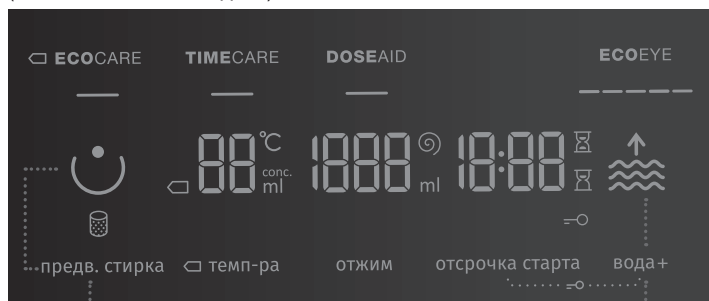 ECOCARE TIMECARE DOSEAID ECOEYE
88 °C conc. ml 1888 ml 18:88
предв. стирка темп-ра отжим отсрочка старта вода+